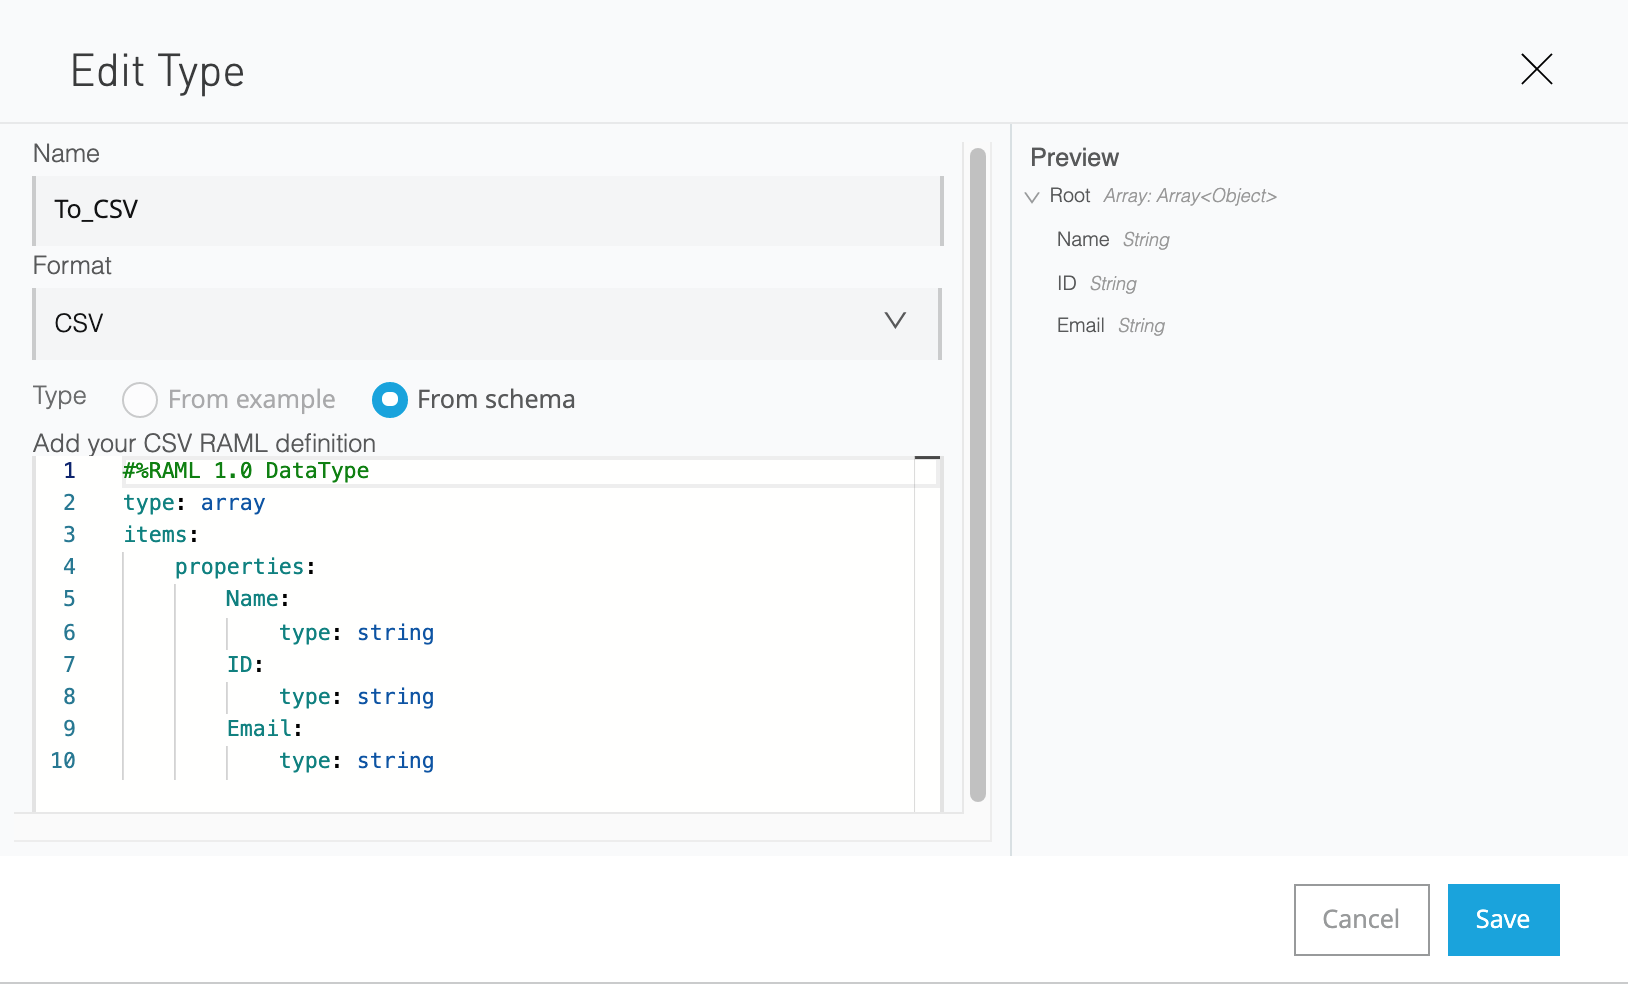 Edit Type
Name
To_CSV
Format
CSV
Type From example From schema
Add your CSV RAML definition
1 #%RAML 1.0 DataType
2 type: array
3 items:
4 properties:
5 Name:
6 type: string
7 ID:
8 type: string
9 Email:
10 type: string
Preview
Root Array: Array<Object>
Name String
ID String
Email String
Cancel Save